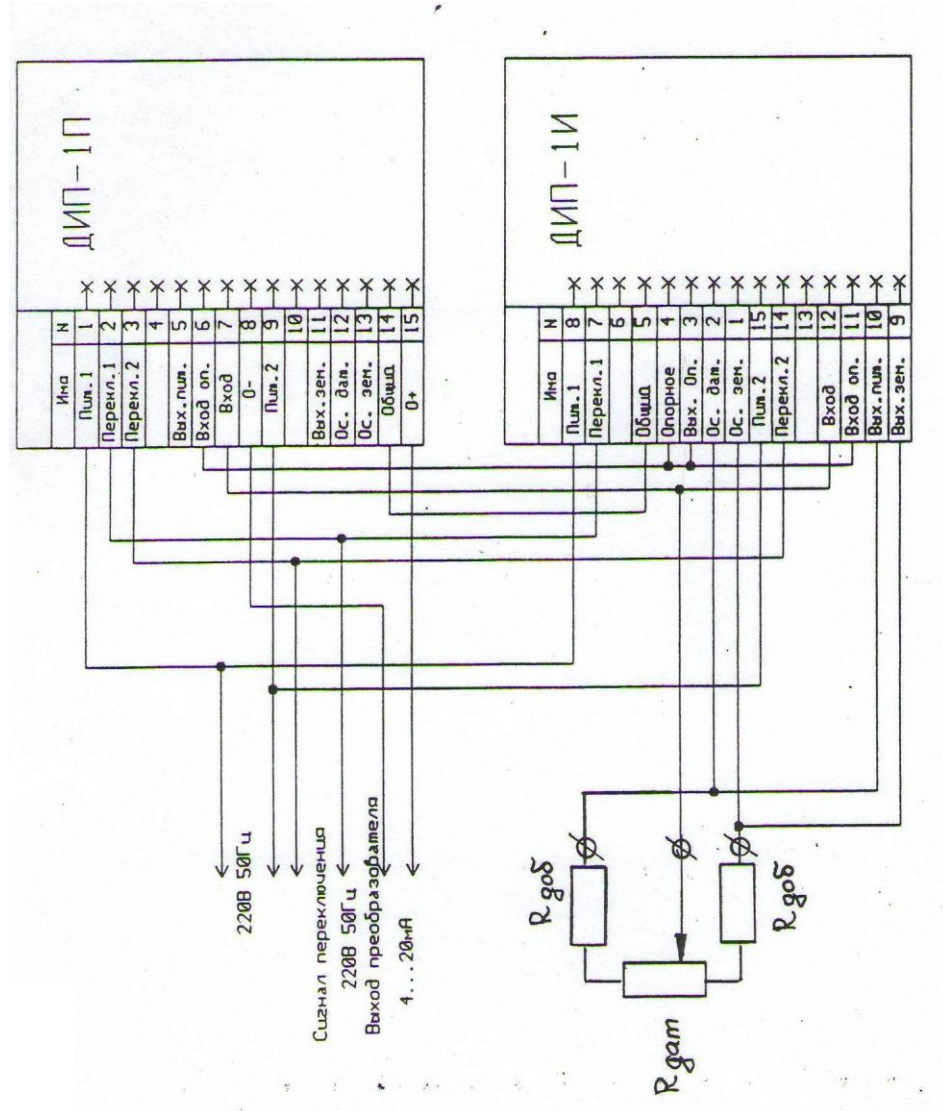 ДИП-1П
Имя N
Пит.1 1
Перекл.1 2
Перекл.2 3
4
Вых.пит. 5
Вход оп. 6
Вход 7
О- 8
Пит.2 9
10
Вых.зем. 11
Ос. дат. 12
Ос. зем. 13
Общий 14
О+ 15
ДИП-1И
Имя N
Пит.1 8
Перекл.1 7
6
Общий 5
Опорное 4
Вых. Оп. 3
Ос. дат. 2
Ос. зем. 1
Пит.2 15
Перекл.2 14
13
Вход 12
Вход оп. 11
Вых.пит. 10
Вых.зем. 9
220В 50Гц
Сигнал переключения
220В 50Гц
Выход преобразователя
4...20мА
Rдоб
Rдоб
Rдат